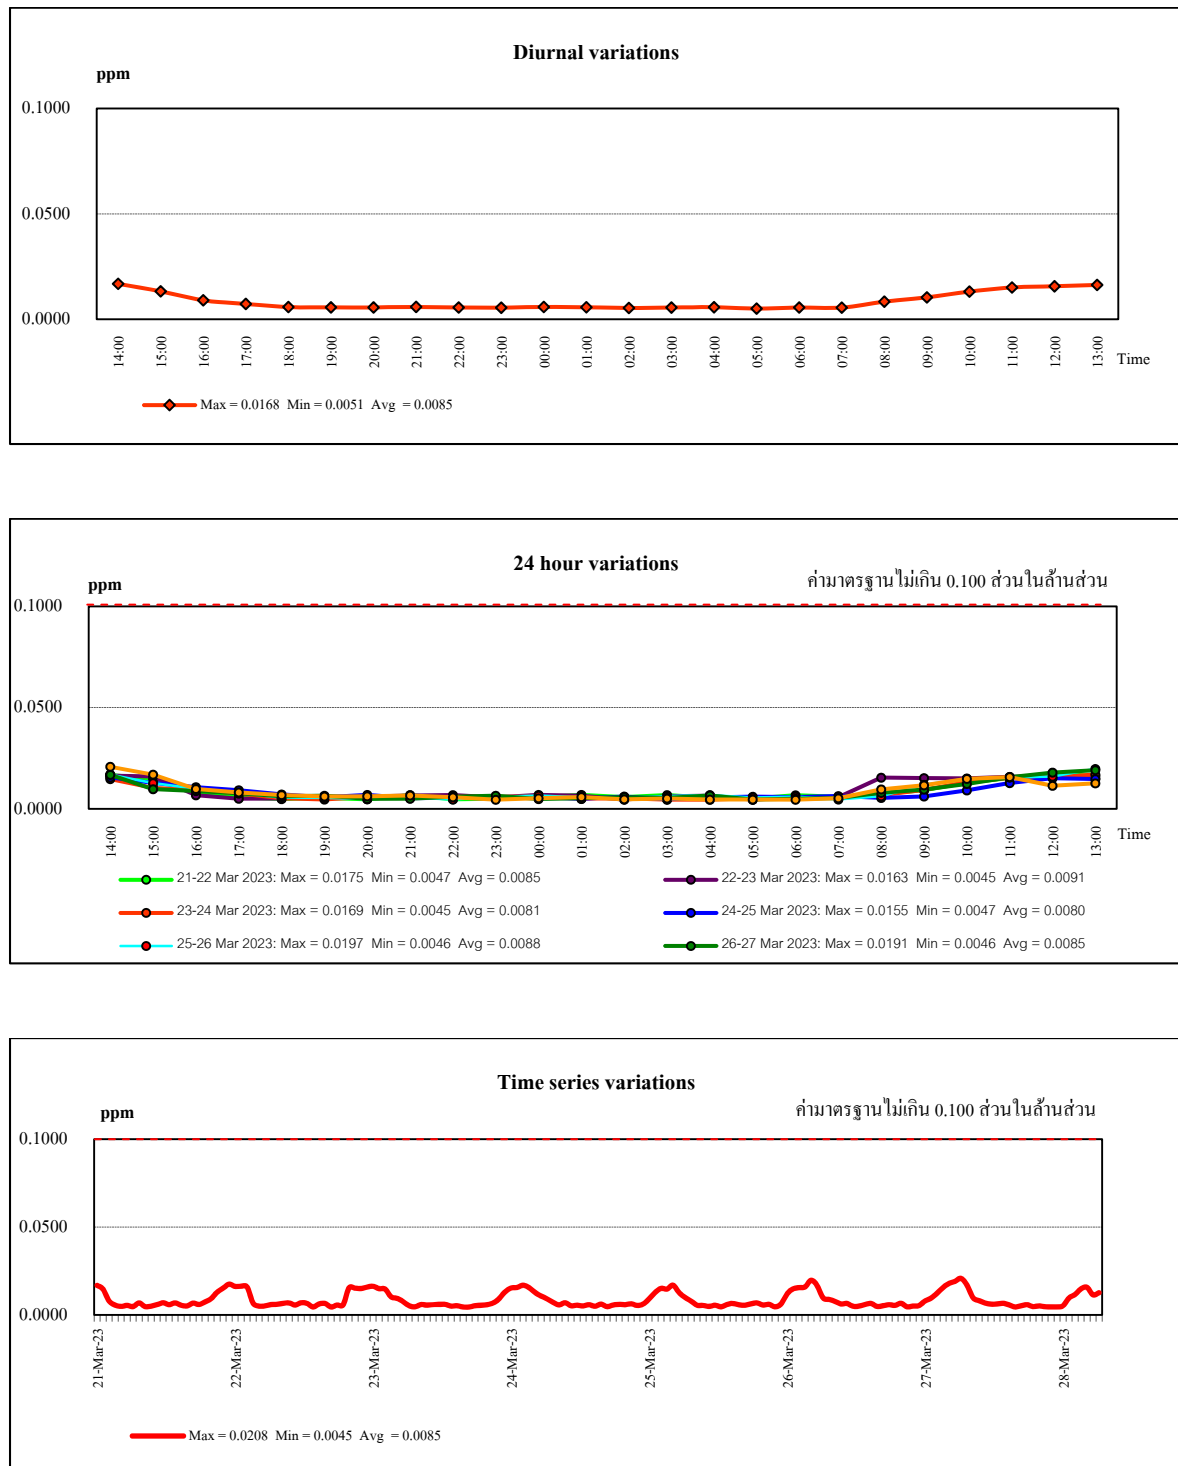 Diurnal variations
ppm
0.1000
0.0500
0.0000
14:00 15:00 16:00 17:00 18:00 19:00 20:00 21:00 22:00 23:00 00:00 01:00 02:00 03:00 04:00 05:00 06:00 07:00 08:00 09:00 10:00 11:00 12:00 13:00 Time
Max = 0.0168 Min = 0.0051 Avg = 0.0085
24 hour variations
ppm
ค่ามาตรฐานไม่เกิน 0.100 ส่วนในล้านส่วน
0.1000
0.0500
0.0000
14:00 15:00 16:00 17:00 18:00 19:00 20:00 21:00 22:00 23:00 00:00 01:00 02:00 03:00 04:00 05:00 06:00 07:00 08:00 09:00 10:00 11:00 12:00 13:00 Time
21-22 Mar 2023: Max = 0.0175 Min = 0.0047 Avg = 0.0085
22-23 Mar 2023: Max = 0.0163 Min = 0.0045 Avg = 0.0091
23-24 Mar 2023: Max = 0.0169 Min = 0.0045 Avg = 0.0081
24-25 Mar 2023: Max = 0.0155 Min = 0.0047 Avg = 0.0080
25-26 Mar 2023: Max = 0.0197 Min = 0.0046 Avg = 0.0088
26-27 Mar 2023: Max = 0.0191 Min = 0.0046 Avg = 0.0085
Time series variations
ppm
ค่ามาตรฐานไม่เกิน 0.100 ส่วนในล้านส่วน
0.1000
0.0500
0.0000
21-Mar-23 22-Mar-23 23-Mar-23 24-Mar-23 25-Mar-23 26-Mar-23 27-Mar-23 28-Mar-23
Max = 0.0208 Min = 0.0045 Avg = 0.0085